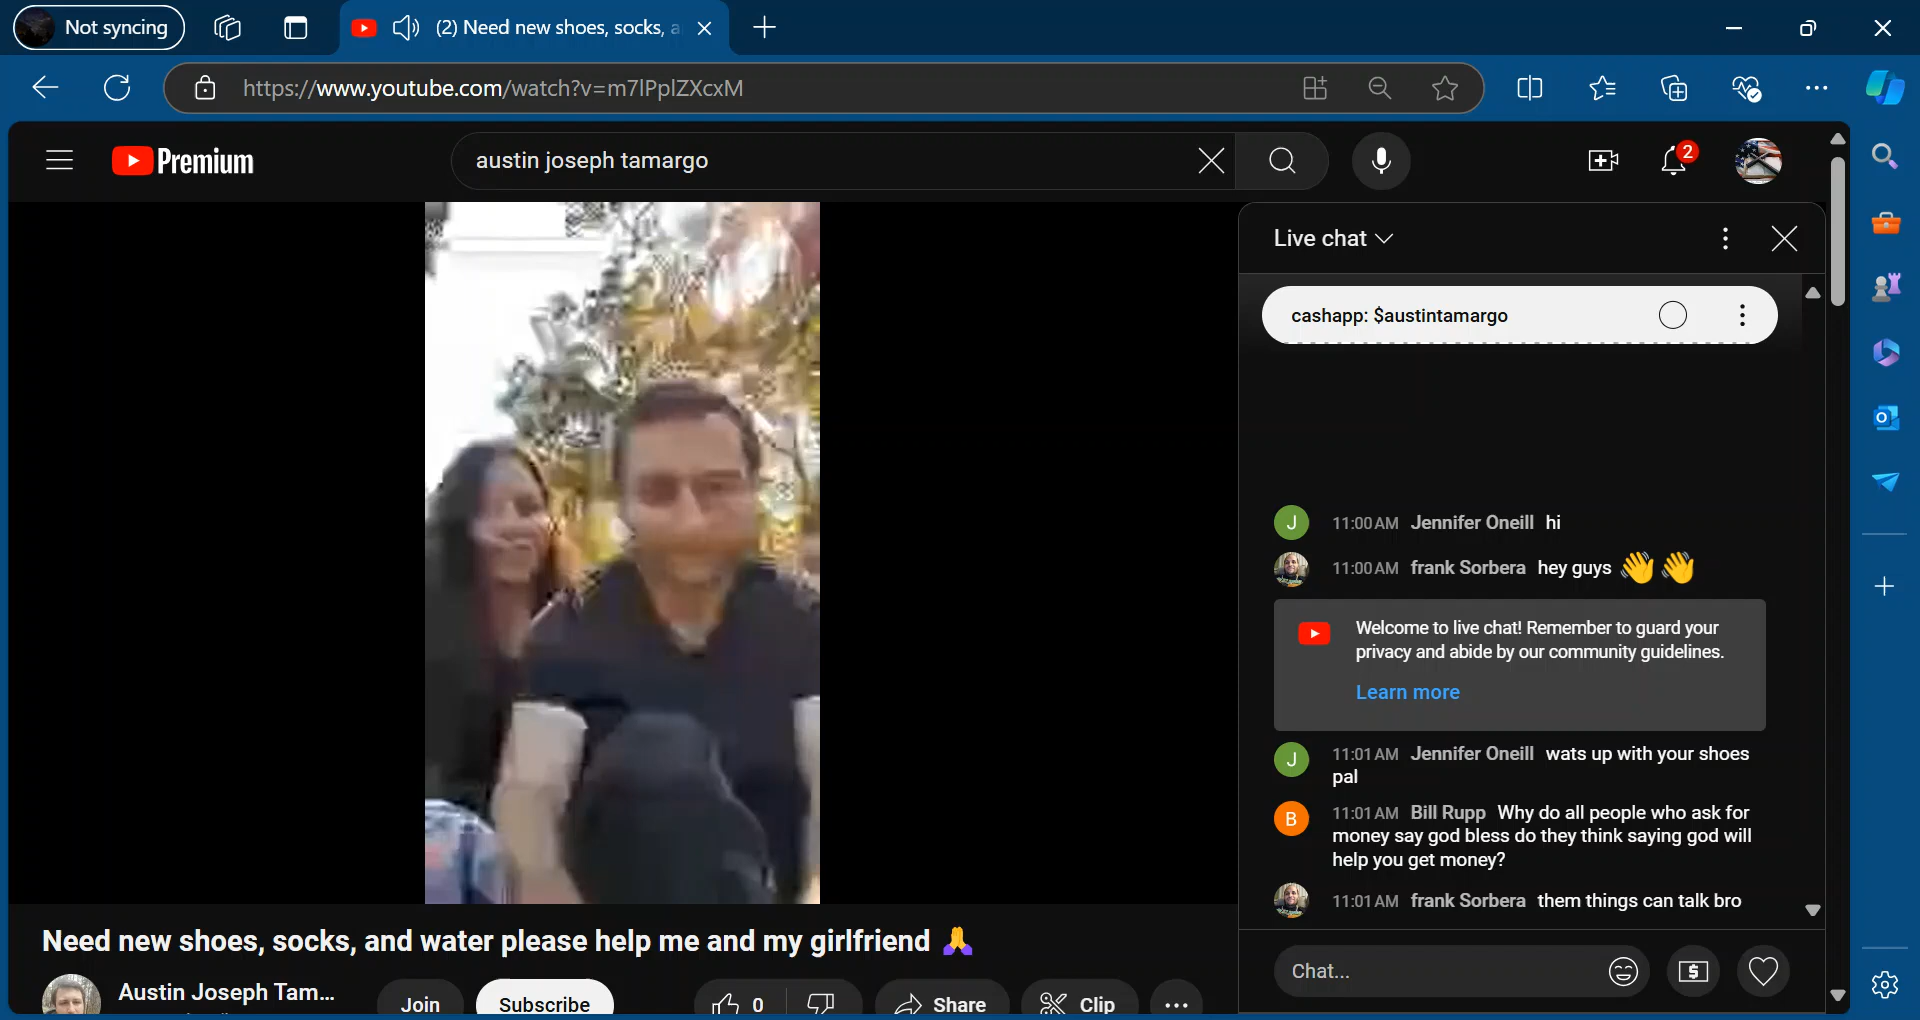 Not syncing
(2) Need new shoes, socks, a
https://www.youtube.com/watch?v=m7lPplZXcxM
Premium
austin joseph tamargo
2
Live chat
cashapp: $austintamargo
J 11:00 AM Jennifer Oneill hi
11:00 AM frank Sorbera hey guys 👋👋
Welcome to live chat! Remember to guard your
privacy and abide by our community guidelines.
Learn more
J 11:01 AM Jennifer Oneill wats up with your shoes
pal
B 11:01 AM Bill Rupp Why do all people who ask for
money say god bless do they think saying god will
help you get money?
11:01 AM frank Sorbera them things can talk bro
Chat...
Need new shoes, socks, and water please help me and my girlfriend 🙏
Austin Joseph Tam...
Join
Subscribe
0
Share
Clip